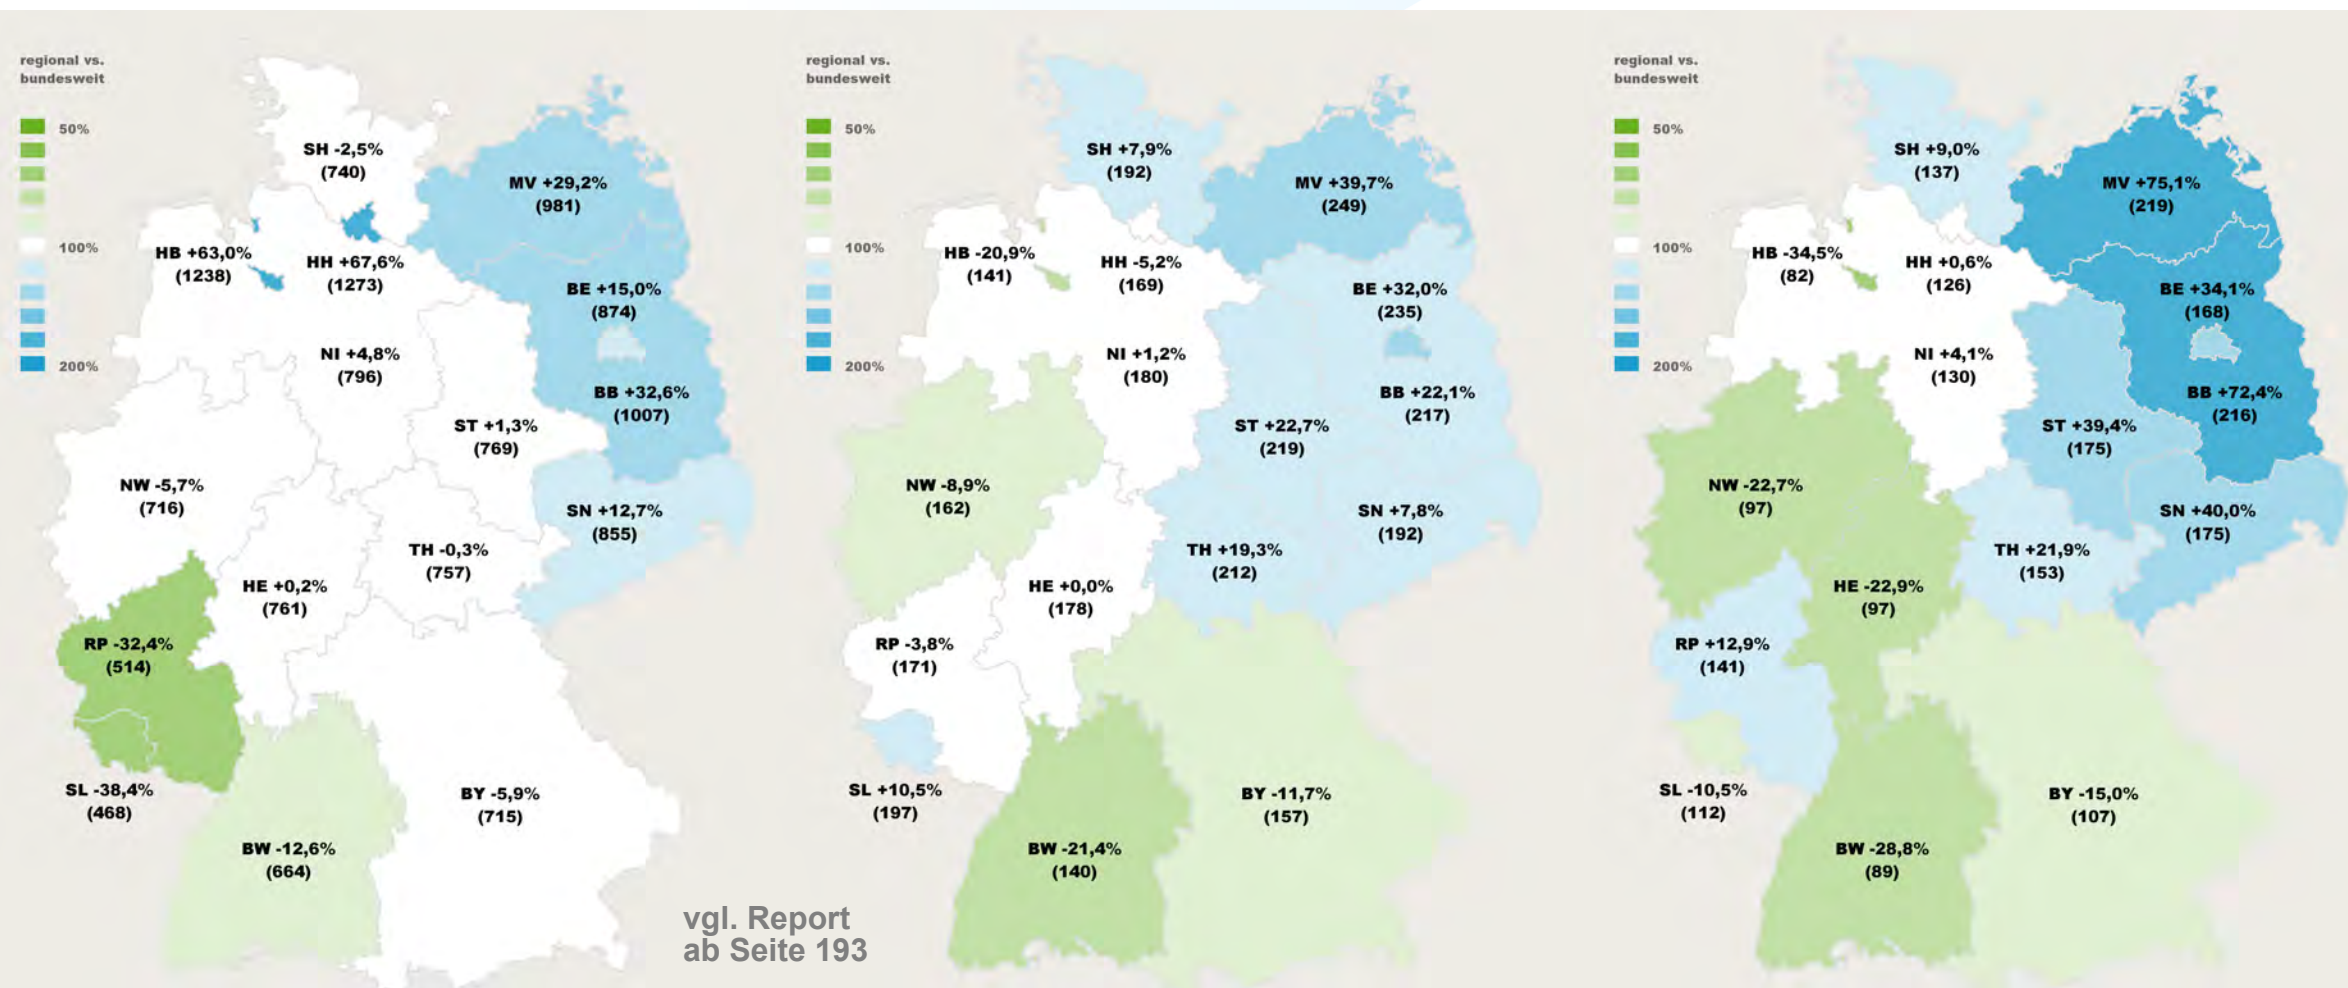 regional vs.
bundesweit
50%
100%
200%
SH -2,5%
(740)
MV +29,2%
(981)
HB +63,0%
(1238)
HH +67,6%
(1273)
BE +15,0%
(874)
NI +4,8%
(796)
BB +32,6%
(1007)
ST +1,3%
(769)
NW -5,7%
(716)
SN +12,7%
(855)
TH -0,3%
(757)
HE +0,2%
(761)
RP -32,4%
(514)
SL -38,4%
(468)
BY -5,9%
(715)
BW -12,6%
(664)
regional vs.
bundesweit
50%
100%
200%
SH +7,9%
(192)
MV +39,7%
(249)
HB -20,9%
(141)
HH -5,2%
(169)
BE +32,0%
(235)
NI +1,2%
(180)
BB +22,1%
(217)
ST +22,7%
(219)
NW -8,9%
(162)
SN +7,8%
(192)
TH +19,3%
(212)
HE +0,0%
(178)
RP -3,8%
(171)
SL +10,5%
(197)
BY -11,7%
(157)
BW -21,4%
(140)
vgl. Report
ab Seite 193
regional vs.
bundesweit
50%
100%
200%
SH +9,0%
(137)
MV +75,1%
(219)
HB -34,5%
(82)
HH +0,6%
(126)
BE +34,1%
(168)
NI +4,1%
(130)
BB +72,4%
(216)
ST +39,4%
(175)
NW -22,7%
(97)
SN +40,0%
(175)
TH +21,9%
(153)
HE -22,9%
(97)
RP +12,9%
(141)
SL -10,5%
(112)
BY -15,0%
(107)
BW -28,8%
(89)